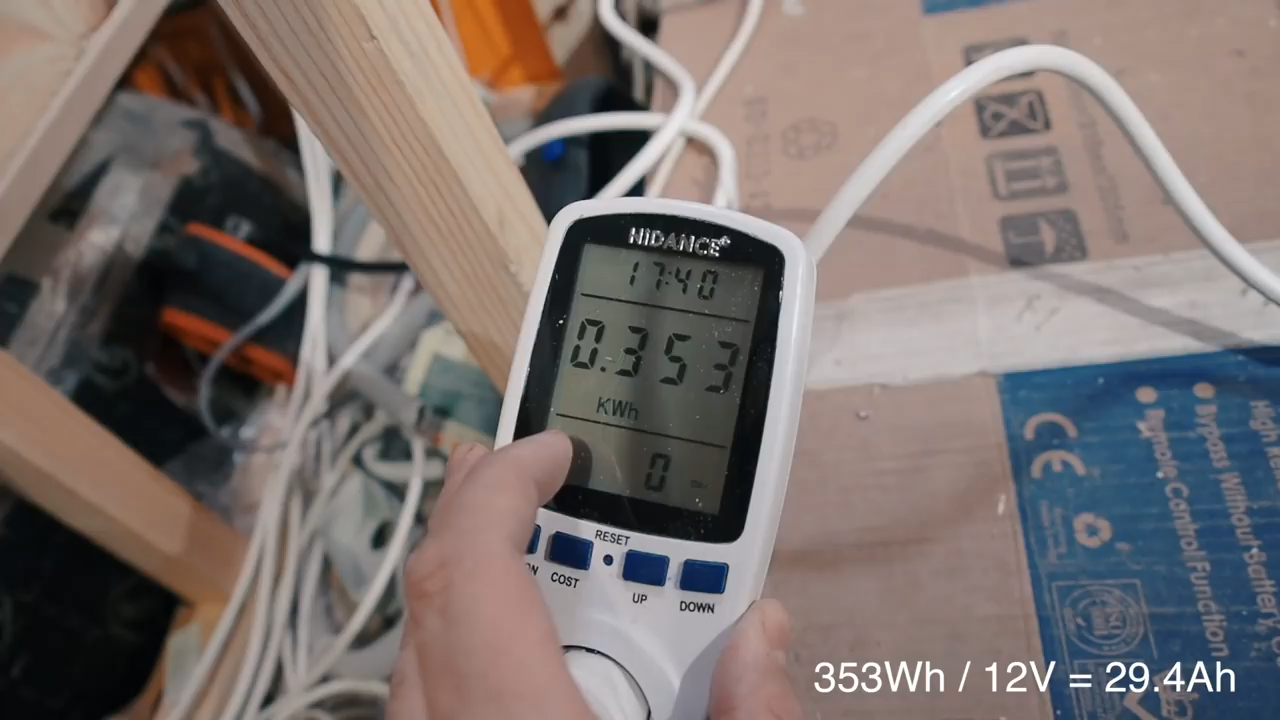 HiDANCE
17:40
0.353
KWh
0
RESET
COST
UP
DOWN
CE
Bypass Without Battery
Remote Control Function
353Wh / 12V = 29.4Ah